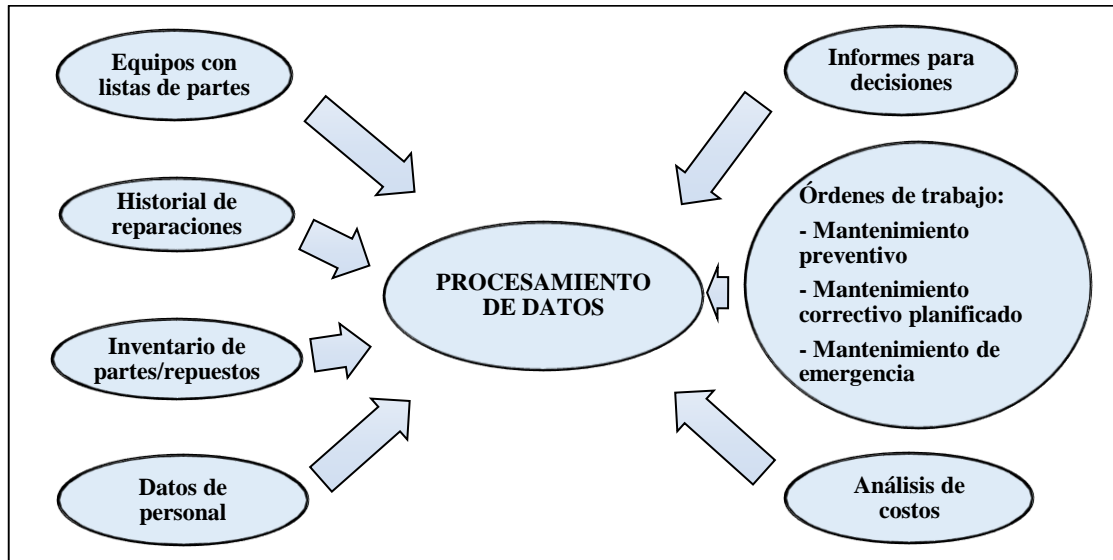 Equipos con
listas de partes
Historial de
reparaciones
Inventario de
partes/repuestos
Datos de
personal
PROCESAMIENTO
DE DATOS
Informes para
decisiones
Órdenes de trabajo:
- Mantenimiento
preventivo
- Mantenimiento
correctivo planificado
- Mantenimiento de
emergencia
Análisis de
costos